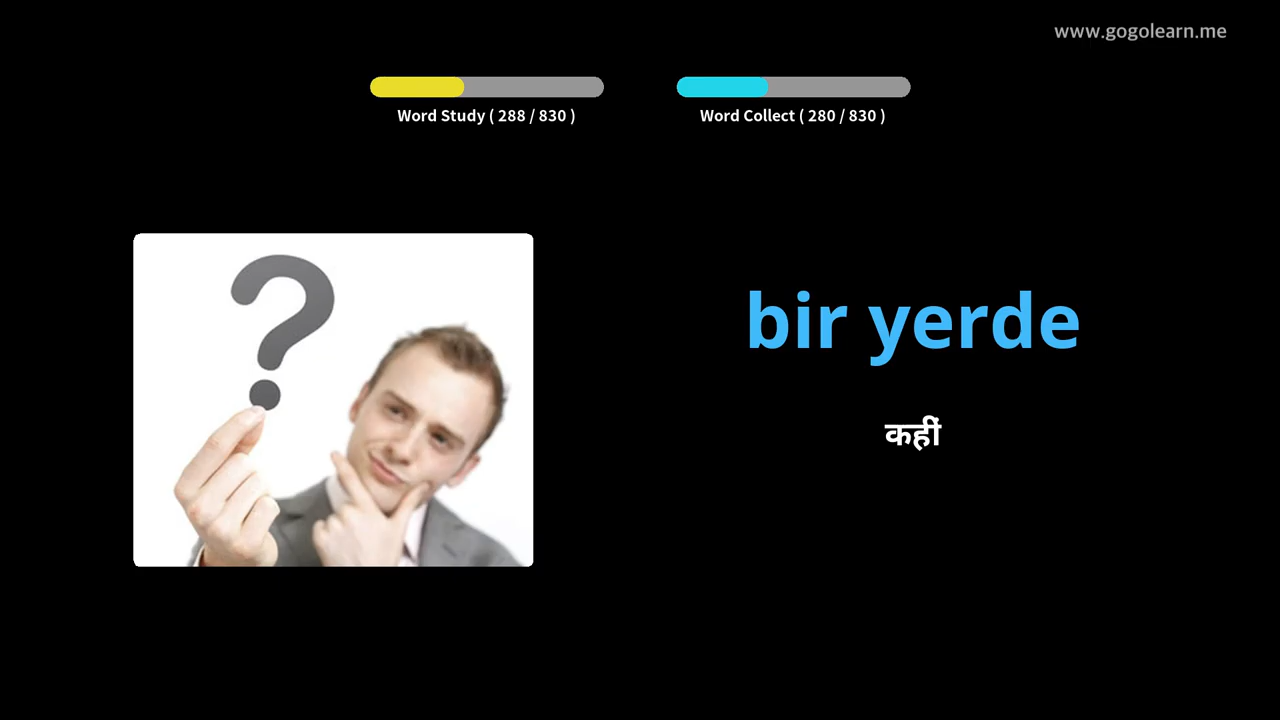 www.gogolearn.me
Word Study ( 288 / 830 )
Word Collect ( 280 / 830 )
?
bir yerde
कहीं